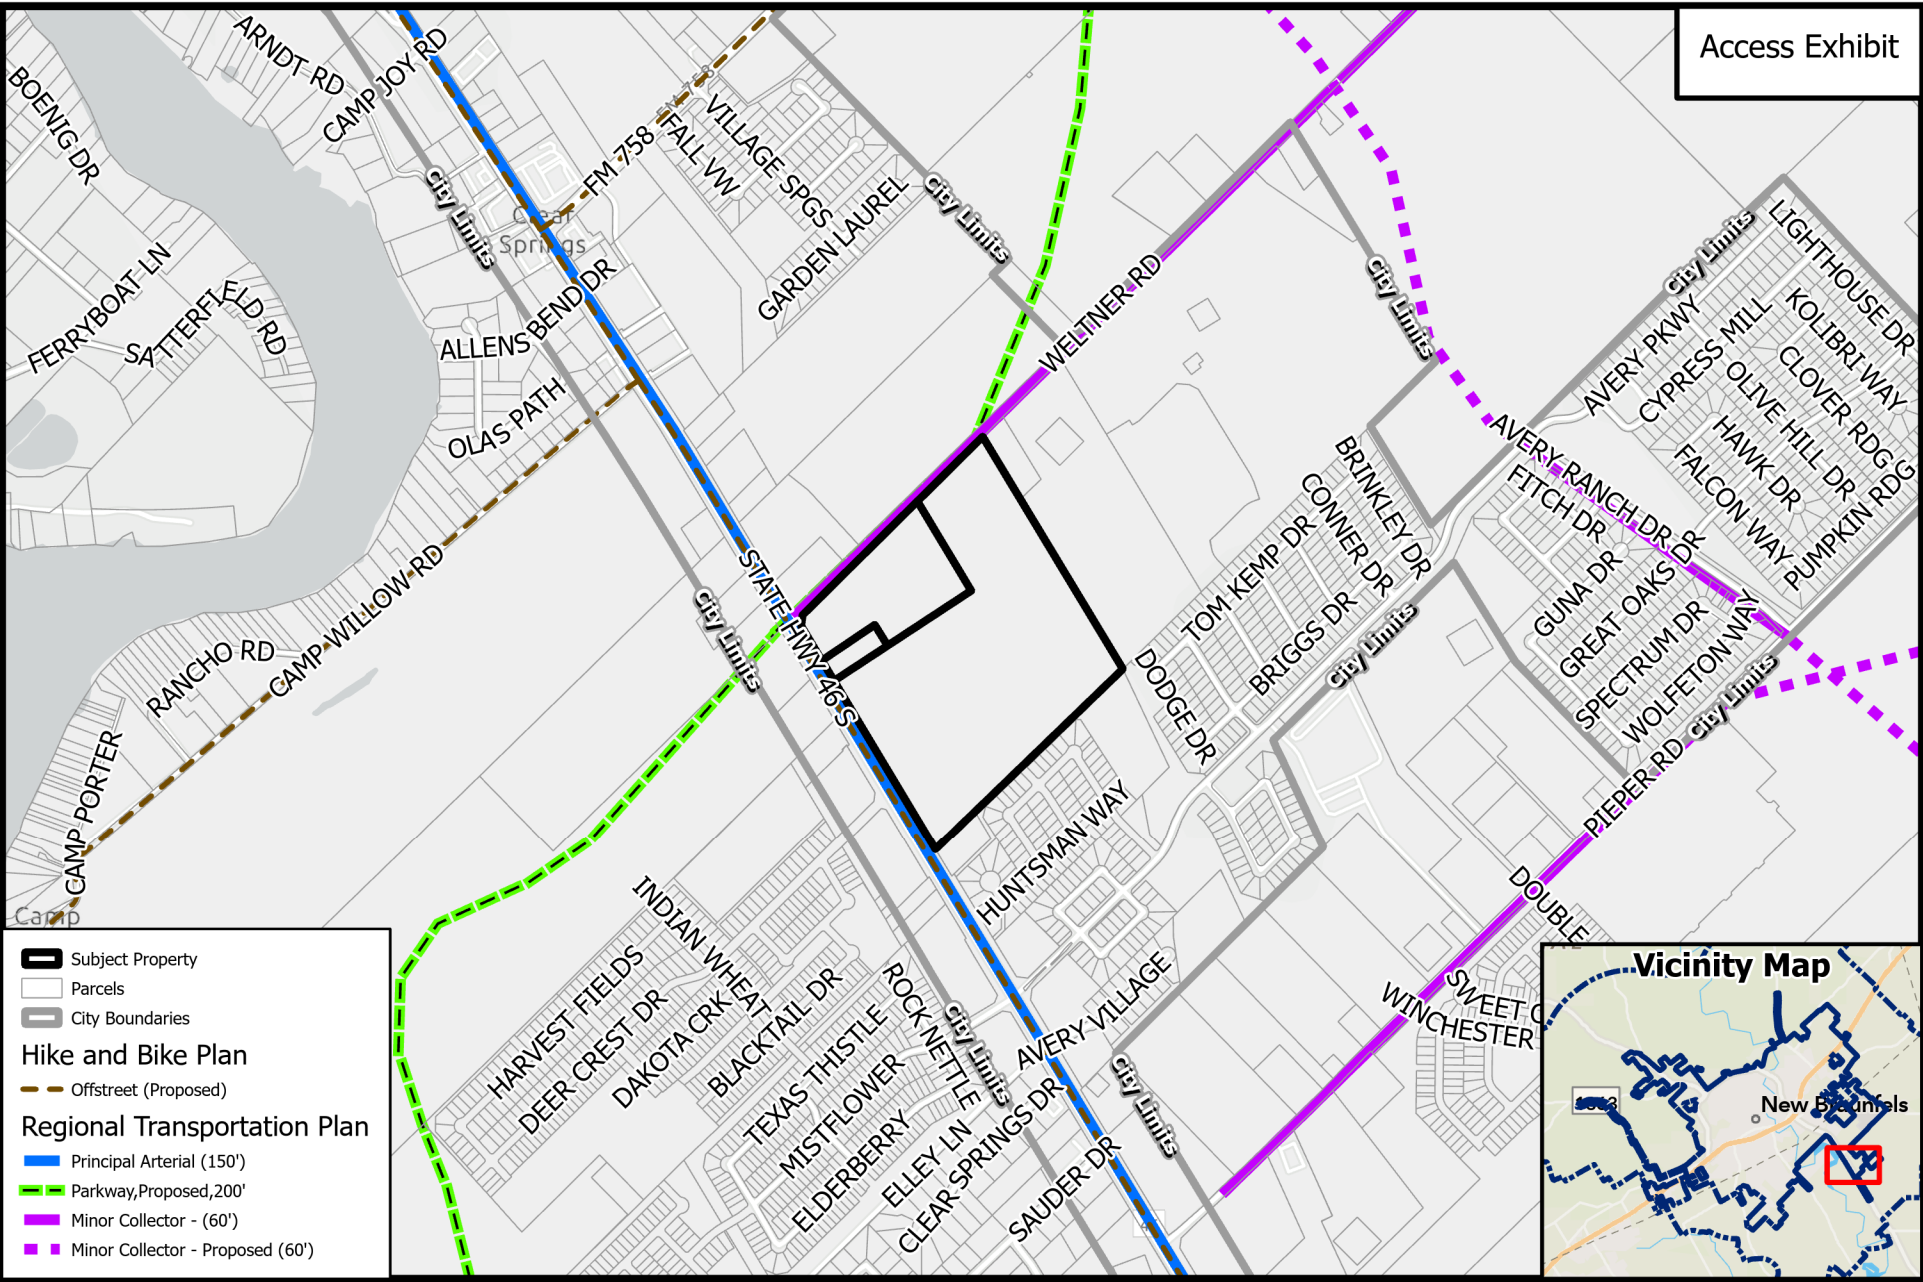 Access Exhibit
ARNDT RD
CAMP JOY RD
BOENIG DR
City Limits
FM 758
FM 758
FALL VW
VILLAGE SPGS
GARDEN LAUREL
City Limits
Clear
Springs
FERRYBOAT LN
SATTERFIELD RD
ALLENS BEND DR
OLAS PATH
WELTNER RD
City Limits
City Limits
LIGHTHOUSE DR
KOLIBRI WAY
AVERY PKWY
CYPRESS MILL
CLOVER RDG
OLIVE HILL DR
HAWK DR
FALCON WAY
PUMPKIN RDG
AVERY RANCH DR
FITCH DR
GUNA DR
GREAT OAKS DR
SPECTRUM DR
WOLFETON WAY
City Limits
PIEPER RD
BRINKLEY DR
CONNER DR
TOM KEMP DR
BRIGGS DR
City Limits
DODGE DR
STATE HWY 46 S
City Limits
CAMP WILLOW RD
RANCHO RD
CAMP PORTER
Camp
HUNTSMAN WAY
INDIAN WHEAT
HARVEST FIELDS
DEER CREST DR
DAKOTA CRK
BLACKTAIL DR
ROCK NETTLE
City Limits
TEXAS THISTLE
MISTFLOWER
ELDERBERRY
ELLEY LN
CLEAR SPRINGS DR
SAUDER DR
AVERY VILLAGE
City Limits
DOUBLE
SWEET
WINCHESTER
Subject Property
Parcels
City Boundaries
Hike and Bike Plan
Offstreet (Proposed)
Regional Transportation Plan
Principal Arterial (150')
Parkway,Proposed,200'
Minor Collector - (60')
Minor Collector - Proposed (60')
Vicinity Map
New Braunfels